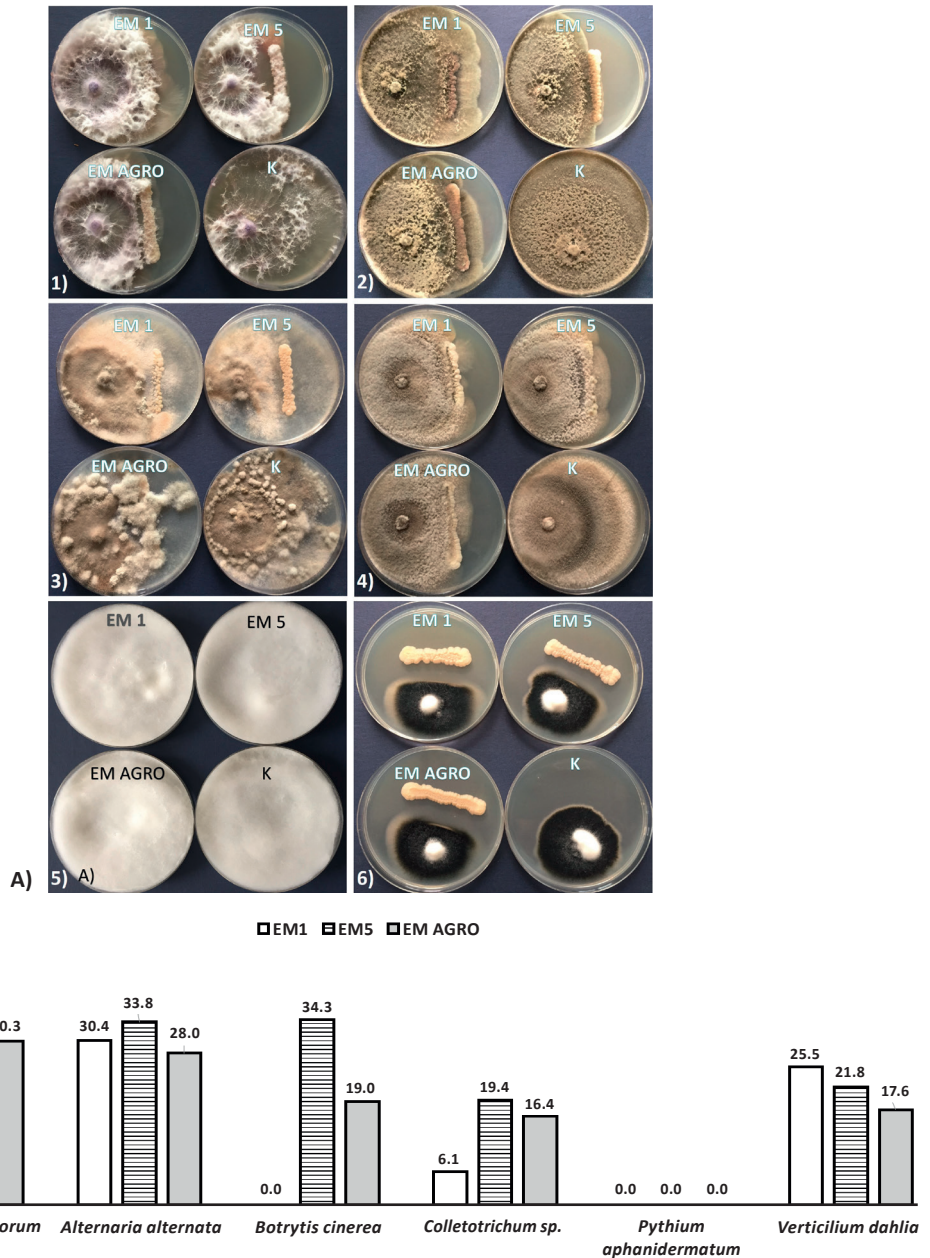 EM 1 EM 5 EM 1 EM 5
EM AGRO K EM AGRO K
1) 2)
EM 1 EM 5 EM 1 EM 5
EM AGRO K EM AGRO K
3) 4)
EM 1 EM 5 EM 1 EM 5
EM AGRO K EM AGRO K
A) 5) A) 6)
EM1 EM5 EM AGRO
0.3 30.4 33.8 28.0 0.0 34.3 19.0 6.1 19.4 16.4 0.0 0.0 0.0 25.5 21.8 17.6
orum Alternaria alternata Botrytis cinerea Colletotrichum sp. Pythium Verticilium dahlia
aphanidermatum